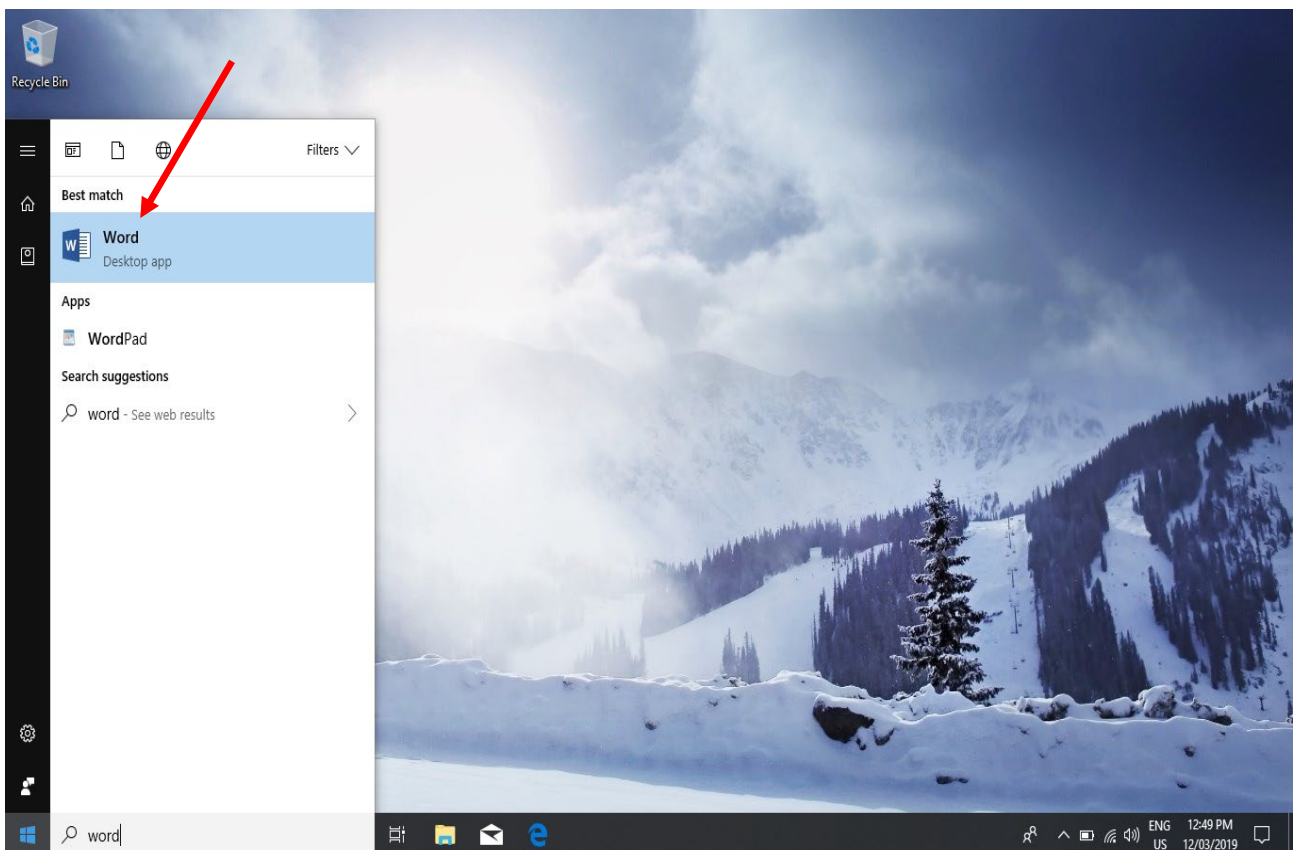 Recycle Bin
Filters
Best match
Word
Desktop app
Apps
WordPad
Search suggestions
word - See web results
word
ENG
US
12:49 PM
12/03/2019